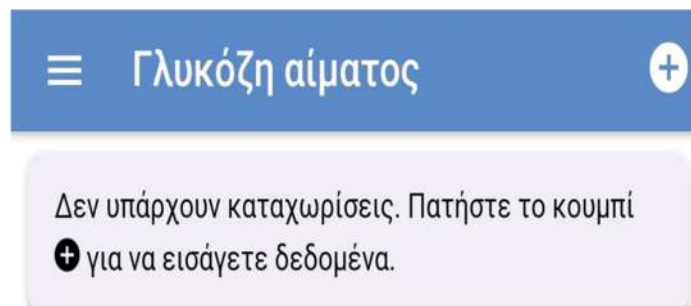 Γλυκόζη αίματος
Δεν υπάρχουν καταχωρίσεις. Πατήστε το κουμπί
για να εισάγετε δεδομένα.